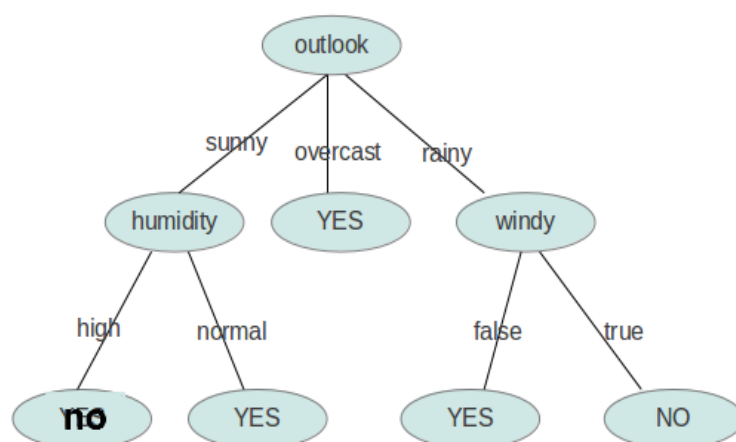 outlook
sunny
overcast
rainy
humidity
YES
windy
high
normal
false
true
no
YES
YES
NO